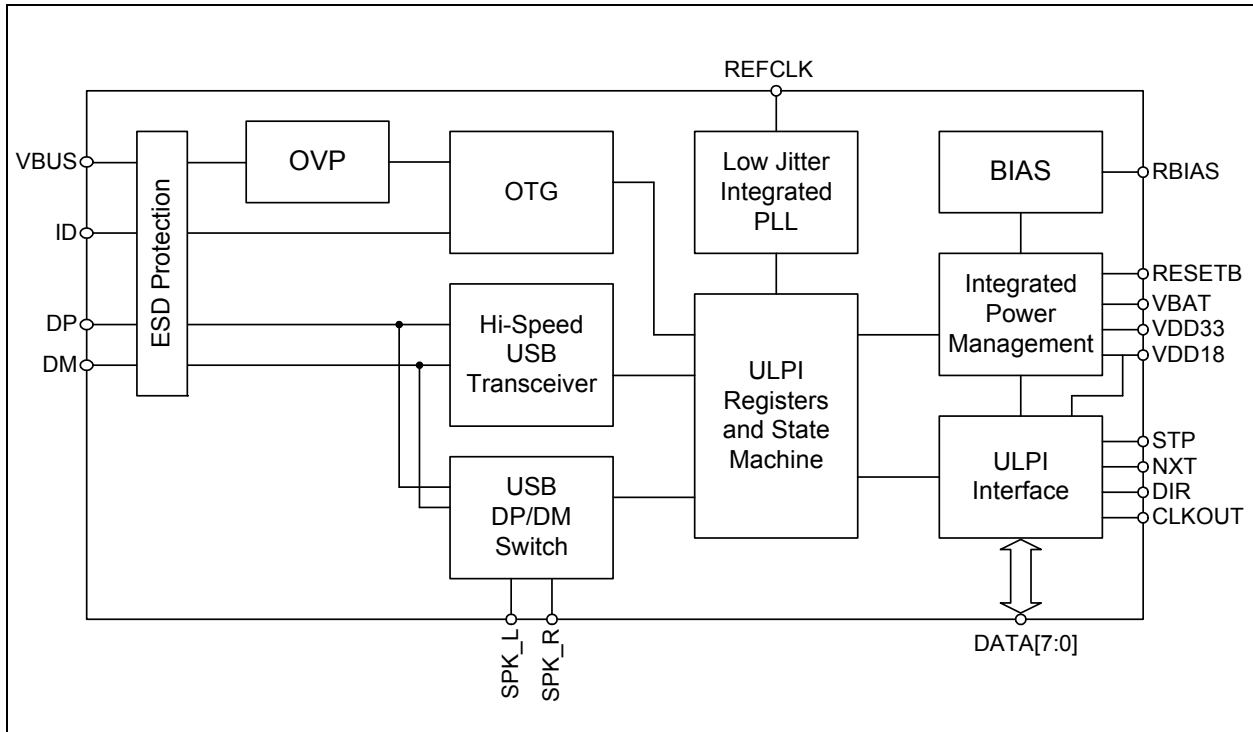 REFCLK
VBUS
ID
DP
DM
ESD Protection
OVP
OTG
Hi-Speed
USB
Transceiver
USB
DP/DM
Switch
SPK_L
SPK_R
Low Jitter
Integrated
PLL
ULPI
Registers
and State
Machine
BIAS
Integrated
Power
Management
ULPI
Interface
RBIAS
RESETB
VBAT
VDD33
VDD18
STP
NXT
DIR
CLKOUT
DATA[7:0]